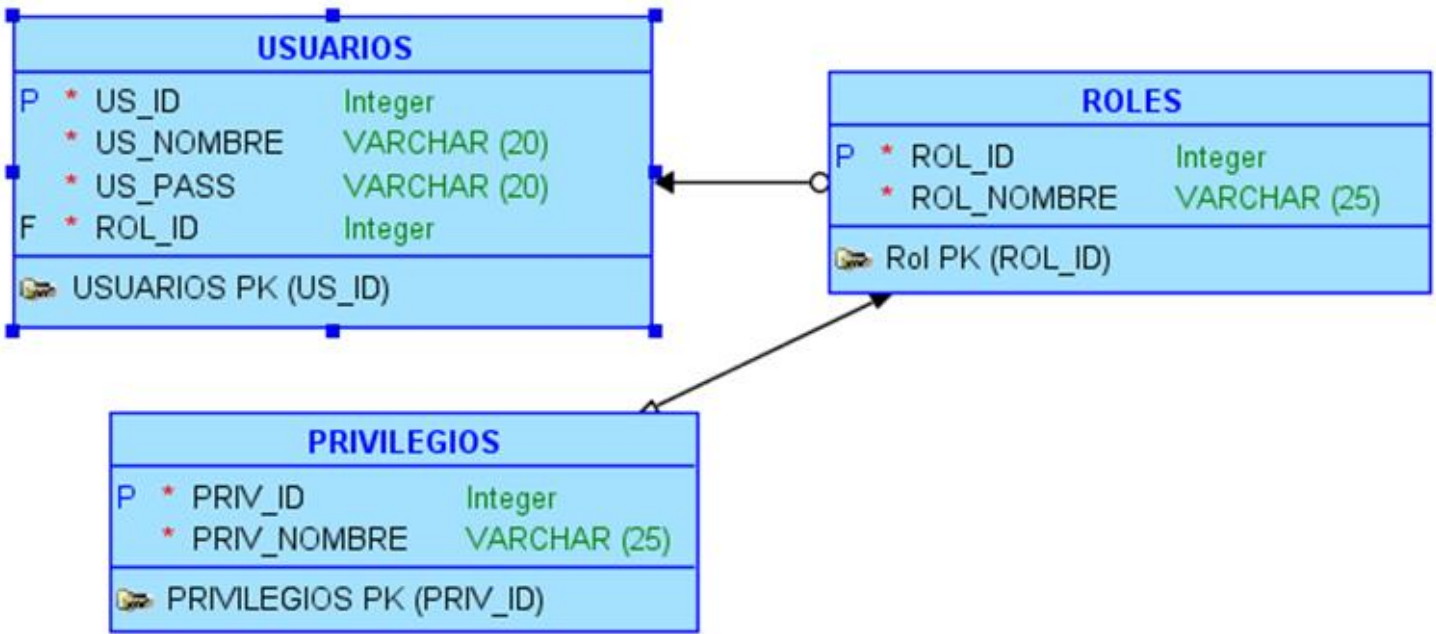 USUARIOS
P * US_ID Integer
* US_NOMBRE VARCHAR (20)
* US_PASS VARCHAR (20)
F * ROL_ID Integer
USUARIOS PK (US_ID)
ROLES
P * ROL_ID Integer
* ROL_NOMBRE VARCHAR (25)
Rol PK (ROL_ID)
PRIVILEGIOS
P * PRIV_ID Integer
* PRIV_NOMBRE VARCHAR (25)
PRIVILEGIOS PK (PRIV_ID)